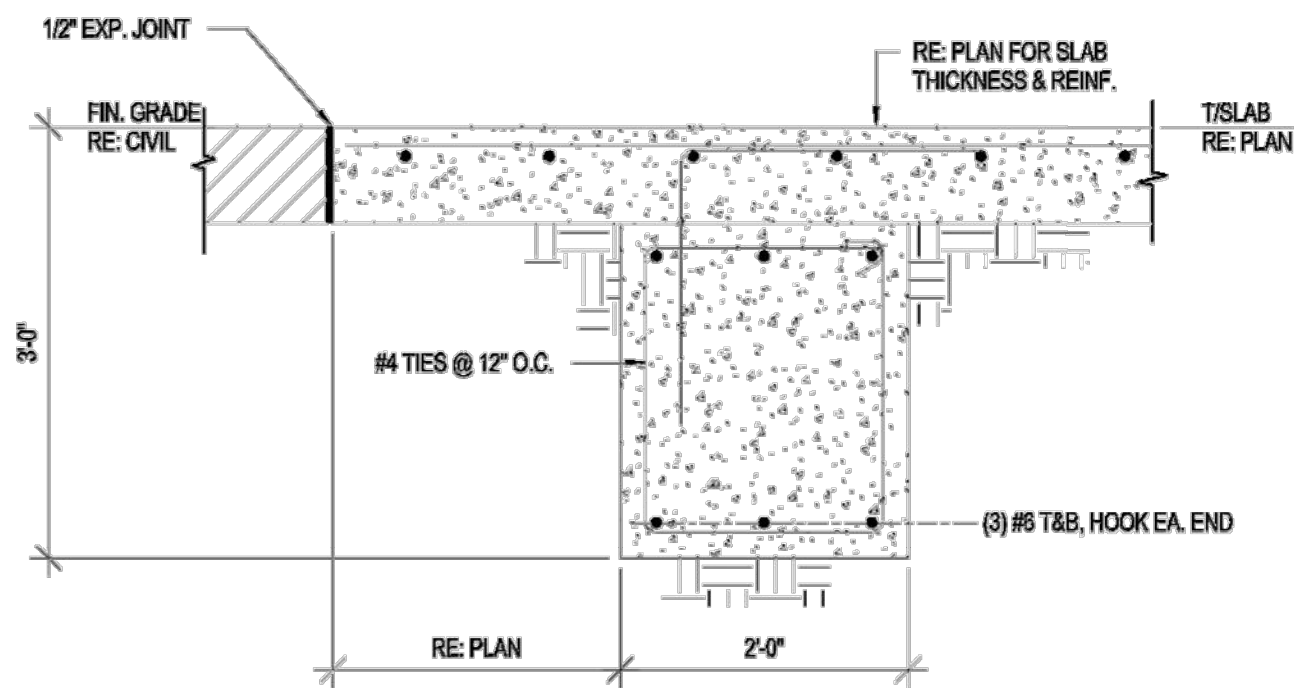 1/2" EXP. JOINT
RE: PLAN FOR SLAB
THICKNESS & REINF.
FIN. GRADE
RE: CIVIL
T/SLAB
RE: PLAN
3'-0"
#4 TIES @ 12" O.C.
(3) #6 T&B, HOOK EA. END
RE: PLAN
2'-0"